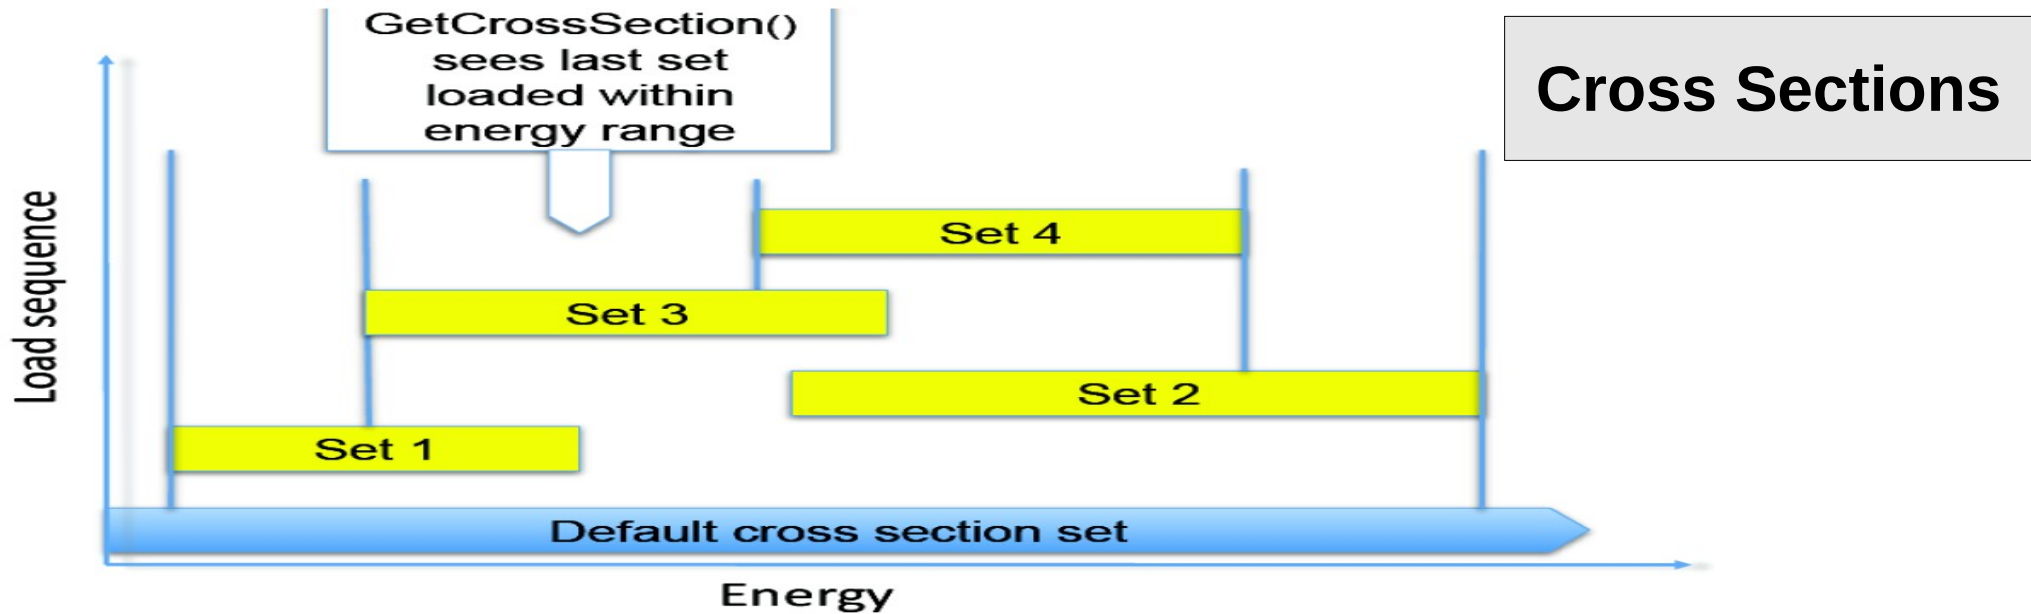 GetCrossSection()
sees last set
loaded within
energy range
Cross Sections
Load sequence
Set 4
Set 3
Set 2
Set 1
Default cross section set
Energy